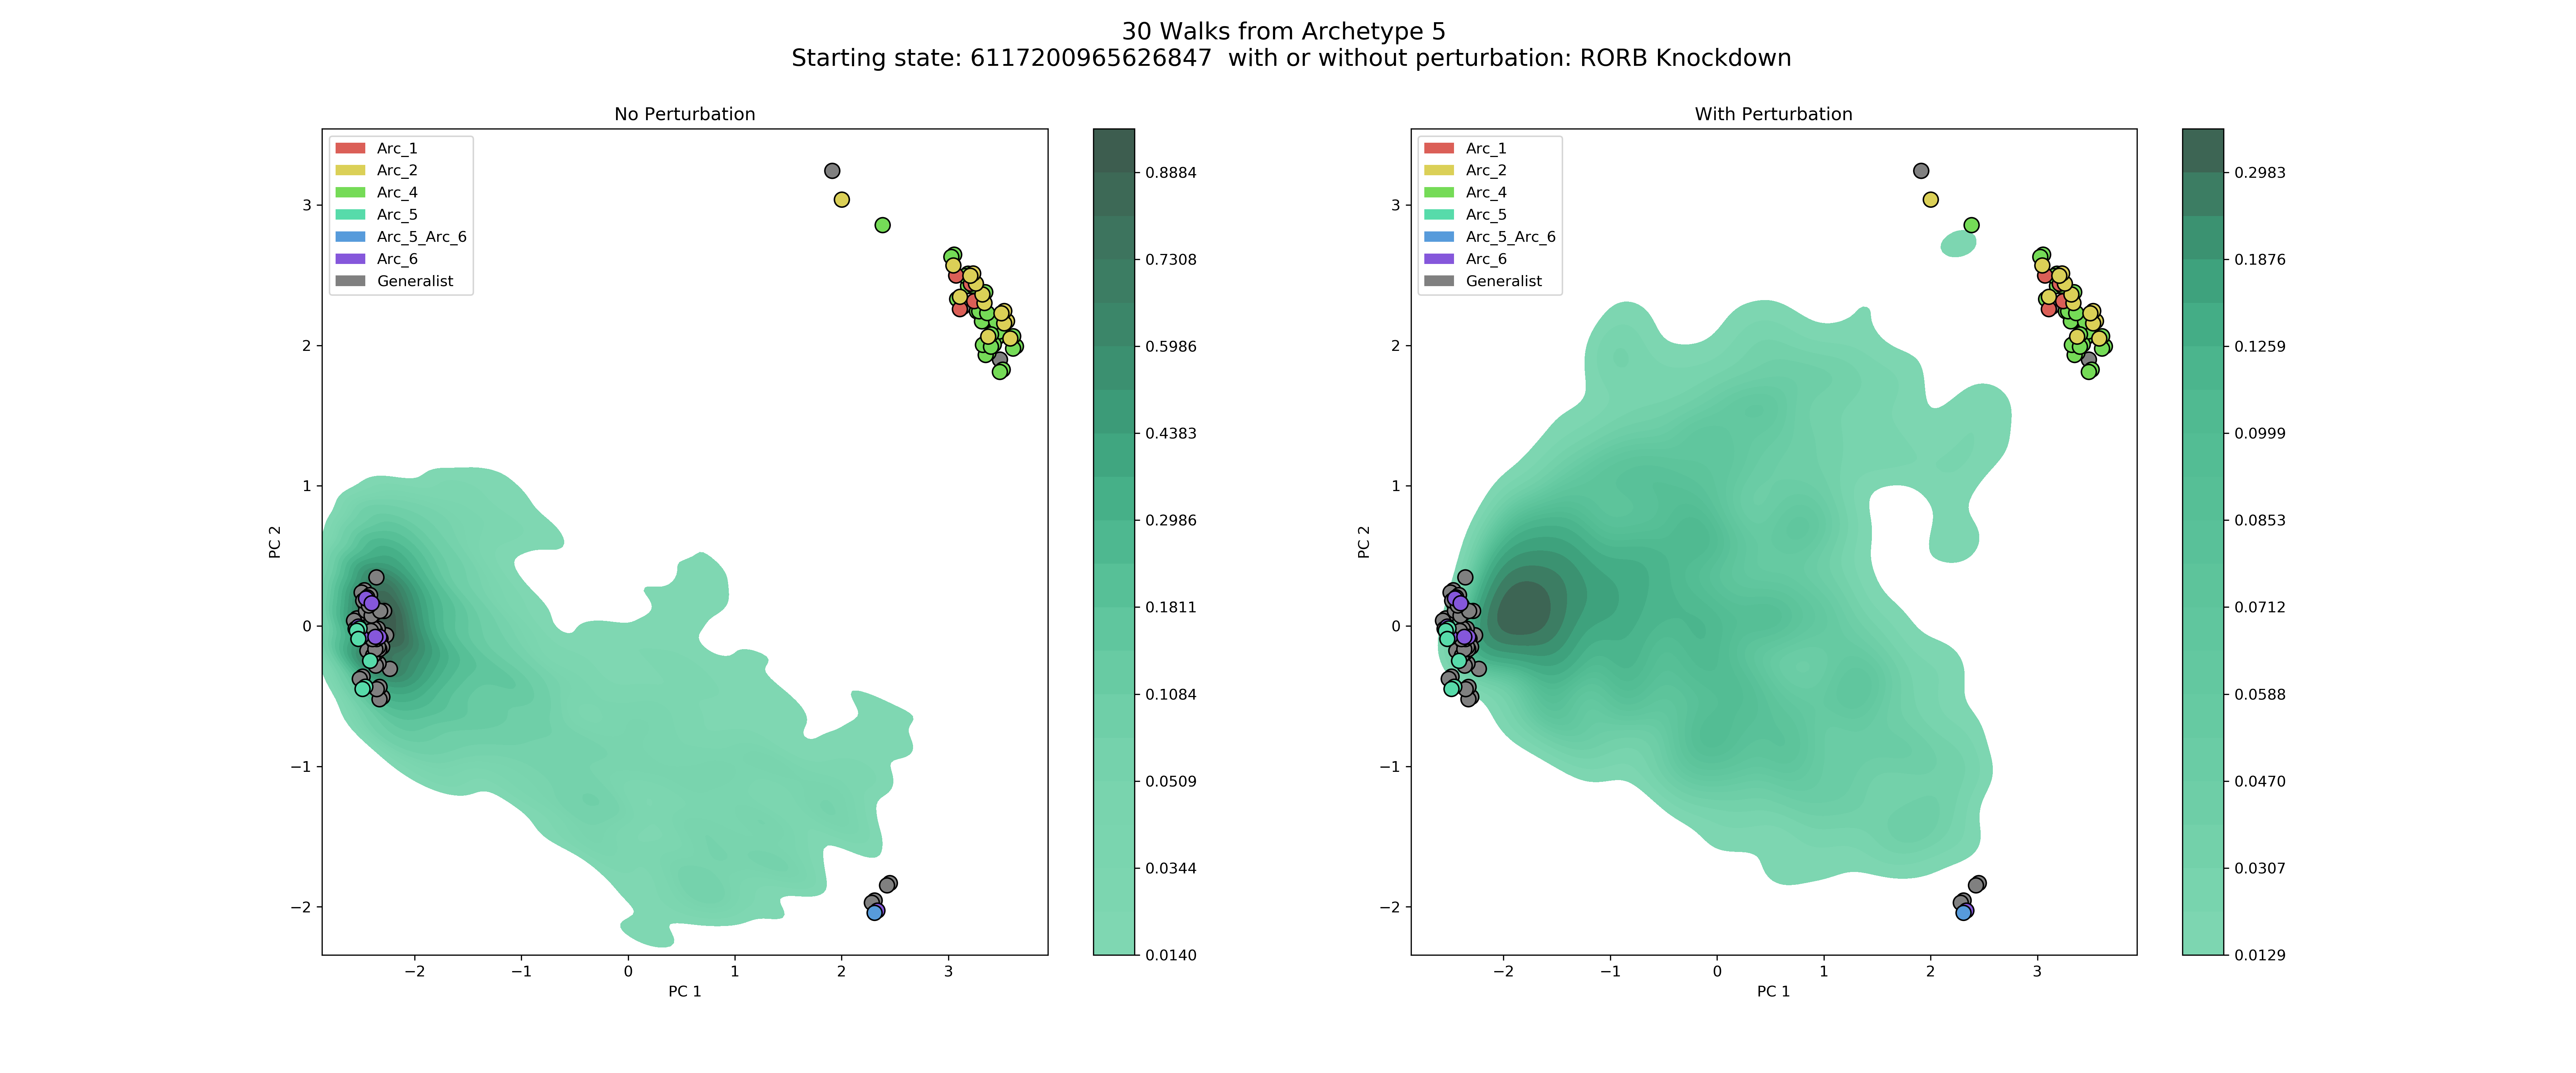 30 Walks from Archetype 5
Starting state: 6117200965626847  with or without perturbation: RORB Knockdown
No Perturbation
Arc_1
Arc_2
Arc_4
Arc_5
Arc_5_Arc_6
Arc_6
Generalist
3
2
1
0
−1
−2
PC 2
−2
−1
0
1
2
3
PC 1
0.8884
0.7308
0.5986
0.4383
0.2986
0.1811
0.1084
0.0509
0.0344
0.0140
With Perturbation
Arc_1
Arc_2
Arc_4
Arc_5
Arc_5_Arc_6
Arc_6
Generalist
3
2
1
0
−1
−2
PC 2
−2
−1
0
1
2
3
PC 1
0.2983
0.1876
0.1259
0.0999
0.0853
0.0712
0.0588
0.0470
0.0307
0.0129